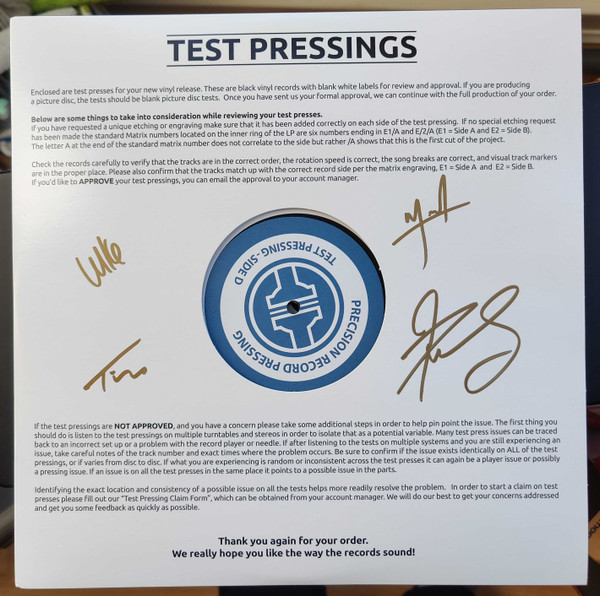 TEST PRESSINGS
Enclosed are test presses for your new vinyl release. These are black vinyl records with blank white labels for review and approval. If you are producing
a picture disc, the tests should be blank picture disc tests. Once you have sent us your formal approval, we can continue with the full production of your order.
Below are some things to take into consideration while reviewing your test presses.
If you have requested a unique etching or engraving make sure that it has been added correctly on each side of the test pressing. If no special etching request
has been made the standard Matrix numbers located on the inner ring of the LP are six numbers ending in E1/A and E/2/A (E1 = Side A and E2 = Side B).
The letter A at the end of the standard matrix number does not correlate to the side but rather /A shows that this is the first cut of the project.
Check the records carefully to verify that the tracks are in the correct order, the rotation speed is correct, the song breaks are correct, and visual track markers
are in the proper place. Please also confirm that the tracks match up with the correct record side per the matrix engraving, E1 = Side A and E2 = Side B.
If you'd like to APPROVE your test pressings, you can email the approval to your account manager.
TEST PRESSING-SIDE D
PRECISION RECORD PRESSING
If the test pressings are NOT APPROVED, and you have a concern please take some additional steps in order to help pin point the issue. The first thing you
should do is listen to the test pressings on multiple turntables and stereos in order to isolate that as a potential variable. Many test press issues can be traced
back to an incorrect set up or a problem with the record player or needle. If after listening to the tests on multiple systems and you are still experiencing an
issue, take careful notes of the track number and exact times where the problem occurs. Be sure to confirm if the issue exists identically on ALL of the test
pressings, or if varies from disc to disc. If what you are experiencing is random or inconsistent across the test presses it can again be a player issue or possibly
a pressing issue. If an issue is on all the test presses in the same place it points to a possible issue in the parts.
Identifying the exact location and consistency of a possible issue on all the tests helps more readily resolve the problem. In order to start a claim on test
presses please fill out our "Test Pressing Claim Form", which can be obtained from your account manager. We will do our best to get your concerns addressed
and get you some feedback as quickly as possible.
Thank you again for your order.
We really hope you like the way the records sound!